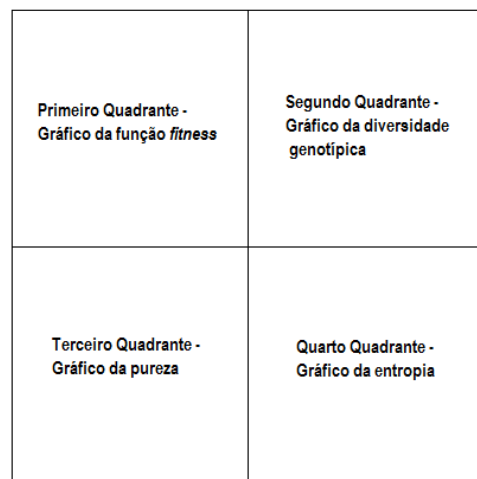 Primeiro Quadrante -
Gráfico da função fitness
Segundo Quadrante -
Gráfico da diversidade
genotípica
Terceiro Quadrante -
Gráfico da pureza
Quarto Quadrante -
Gráfico da entropia